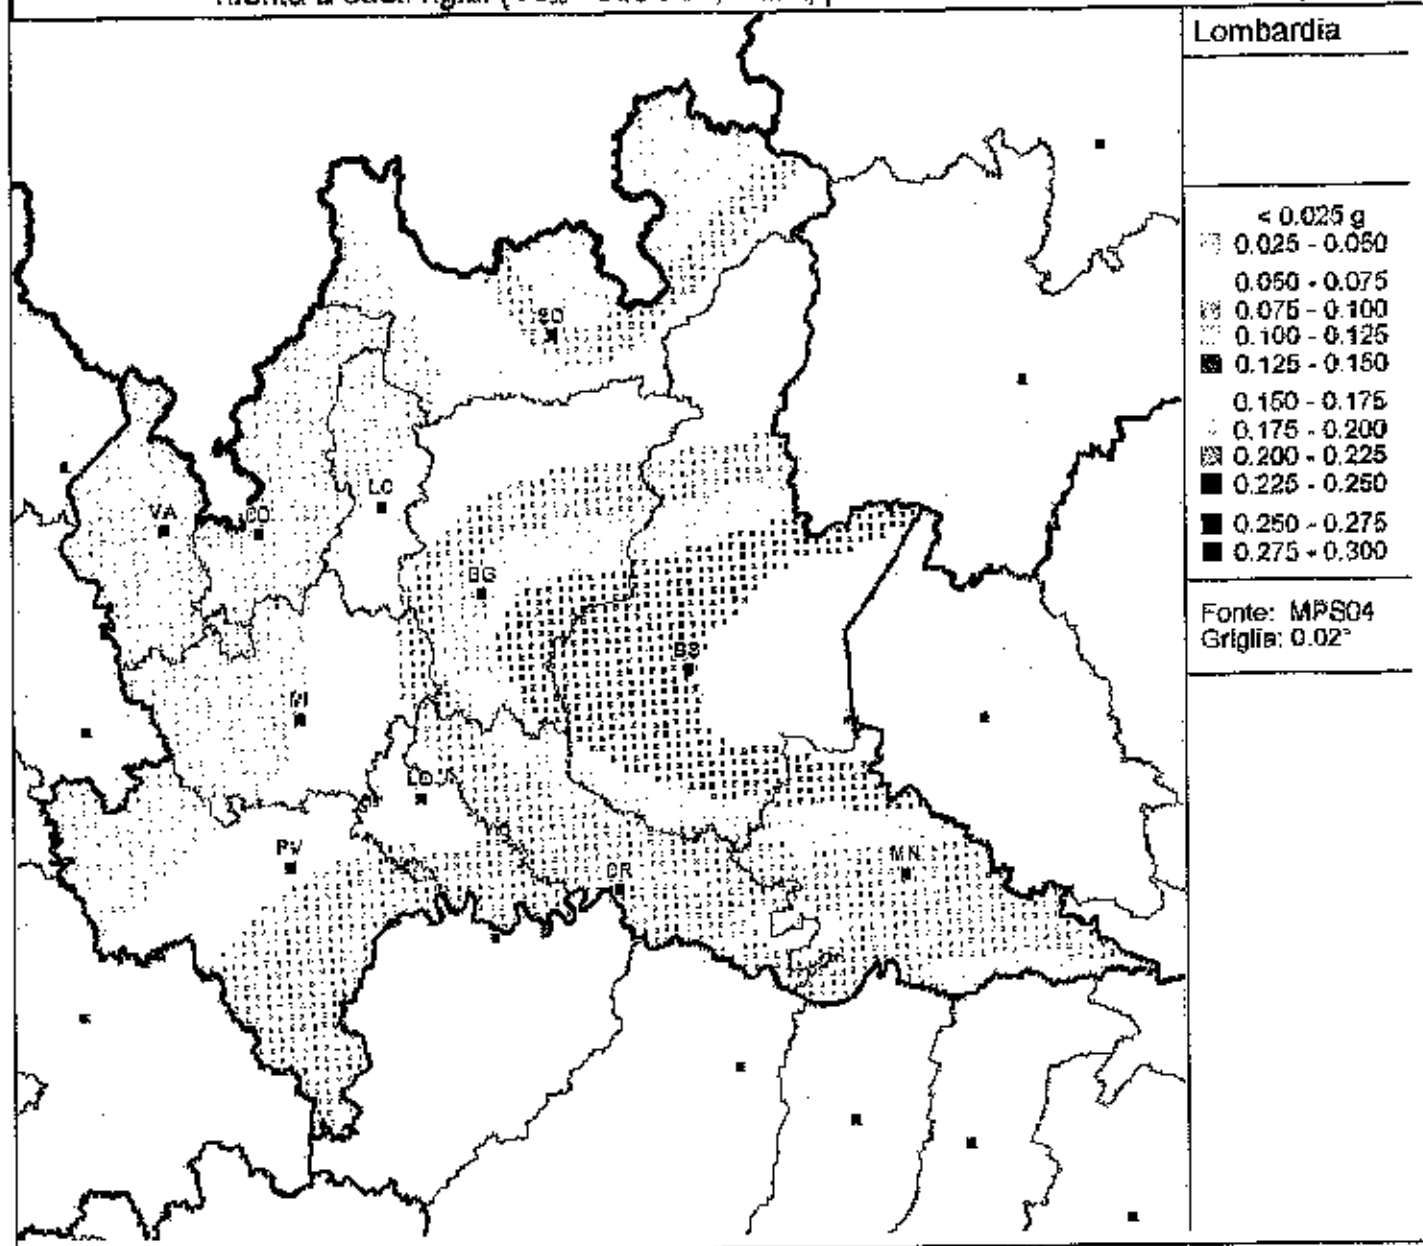 Lombardia
< 0.025 g
0.025 - 0.050
0.050 - 0.075
0.075 - 0.100
0.100 - 0.125
0.125 - 0.150
0.150 - 0.175
0.175 - 0.200
0.200 - 0.225
0.225 - 0.250
0.250 - 0.275
0.275 - 0.300
Fonte: MPS04
Griglia: 0.02°
SO
LC
VA
CO
BG
BS
MI
LO
PV
CR
MN